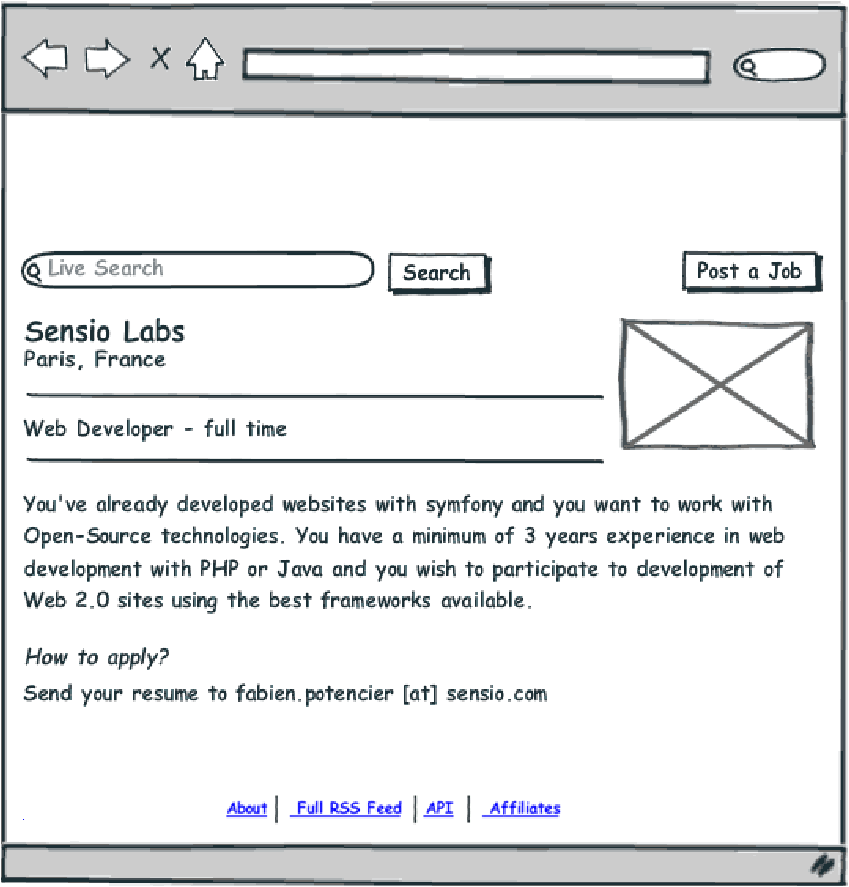 Live Search
Search
Post a Job
Sensio Labs
Paris, France
Web Developer - full time
You've already developed websites with symfony and you want to work with
Open-Source technologies. You have a minimum of 3 years experience in web
development with PHP or Java and you wish to participate to development of
Web 2.0 sites using the best frameworks available.
How to apply?
Send your resume to fabien.potencier [at] sensio.com
About | Full RSS Feed | API | Affiliates